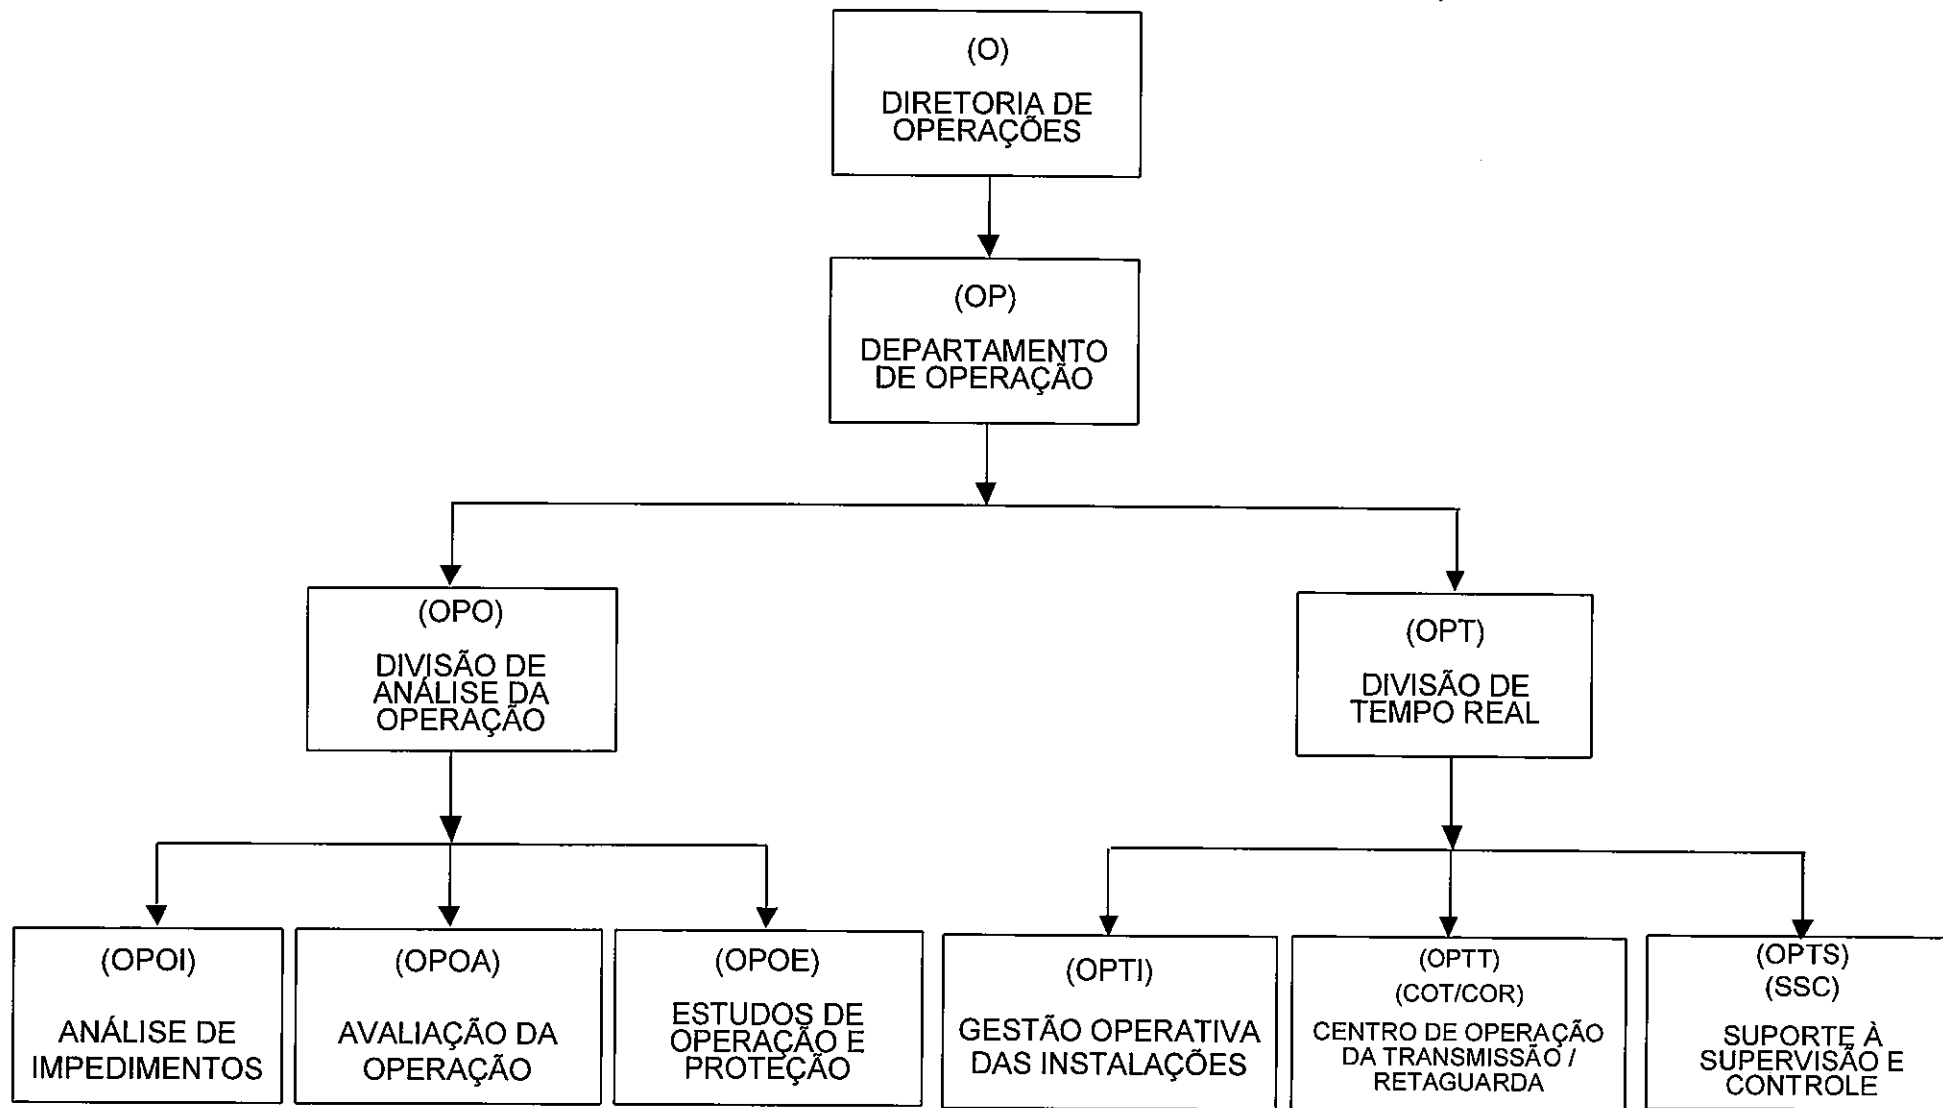 (O)
DIRETORIA DE
OPERAÇÕES
(OP)
DEPARTAMENTO
DE OPERAÇÃO
(OPO)
DIVISÃO DE
ANÁLISE DA
OPERAÇÃO
(OPT)
DIVISÃO DE
TEMPO REAL
(OPOI)
ANÁLISE DE
IMPEDIMENTOS
(OPOA)
AVALIAÇÃO DA
OPERAÇÃO
(OPOE)
ESTUDOS DE
OPERAÇÃO E
PROTEÇÃO
(OPTI)
GESTÃO OPERATIVA
DAS INSTALAÇÕES
(OPTT)
(COT/COR)
CENTRO DE OPERAÇÃO
DA TRANSMISSÃO /
RETAGUARDA
(OPTS)
(SSC)
SUPORTE À
SUPERVISÃO E
CONTROLE